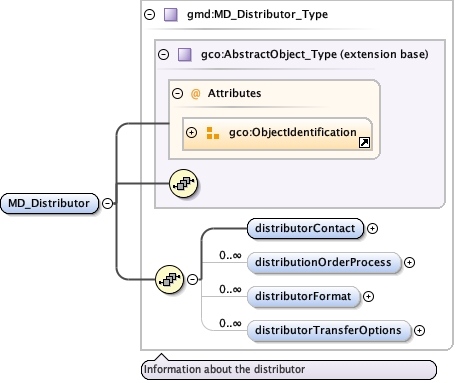 gmd:MD_Distributor_Type
gco:AbstractObject_Type (extension base)
@ Attributes
gco:ObjectIdentification
MD_Distributor
distributorContact
0..∞
distributionOrderProcess
0..∞
distributorFormat
0..∞
distributorTransferOptions
Information about the distributor